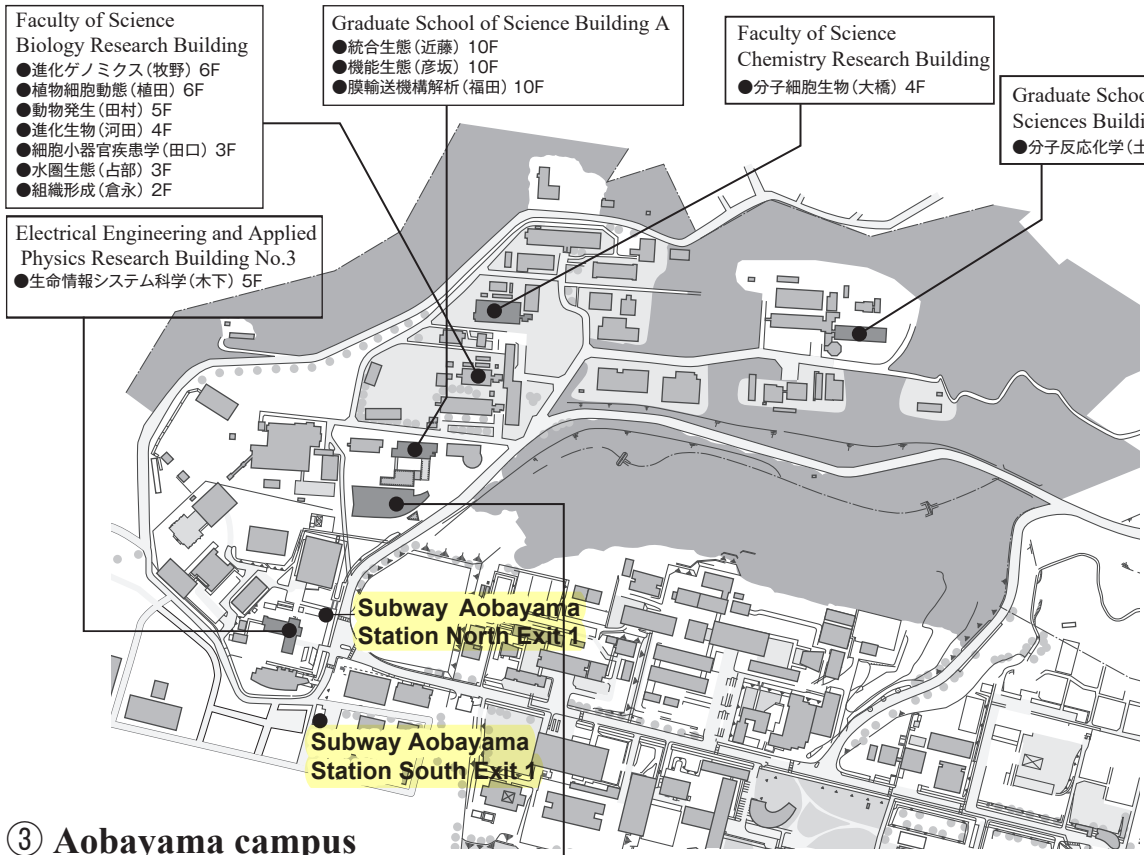 Faculty of Science
Biology Research Building
●進化ゲノミクス(牧野) 6F
●植物細胞動態(植田) 6F
●動物発生(田村) 5F
●進化生物(河田) 4F
●細胞小器官疾患学(田口) 3F
●水圏生態(占部) 3F
●組織形成(倉永) 2F
Graduate School of Science Building A
●統合生態(近藤) 10F
●機能生態(彦坂) 10F
●膜輸送機構解析(福田) 10F
Faculty of Science
Chemistry Research Building
●分子細胞生物(大橋) 4F
Graduate
Sciences
●分子反応化学(土
Electrical Engineering and Applied
Physics Research Building No.3
●生命情報システム科学(木下) 5F
Subway Aobayama
Station North Exit 1
Subway Aobayama
Station South Exit 1
③ Aobayama campus